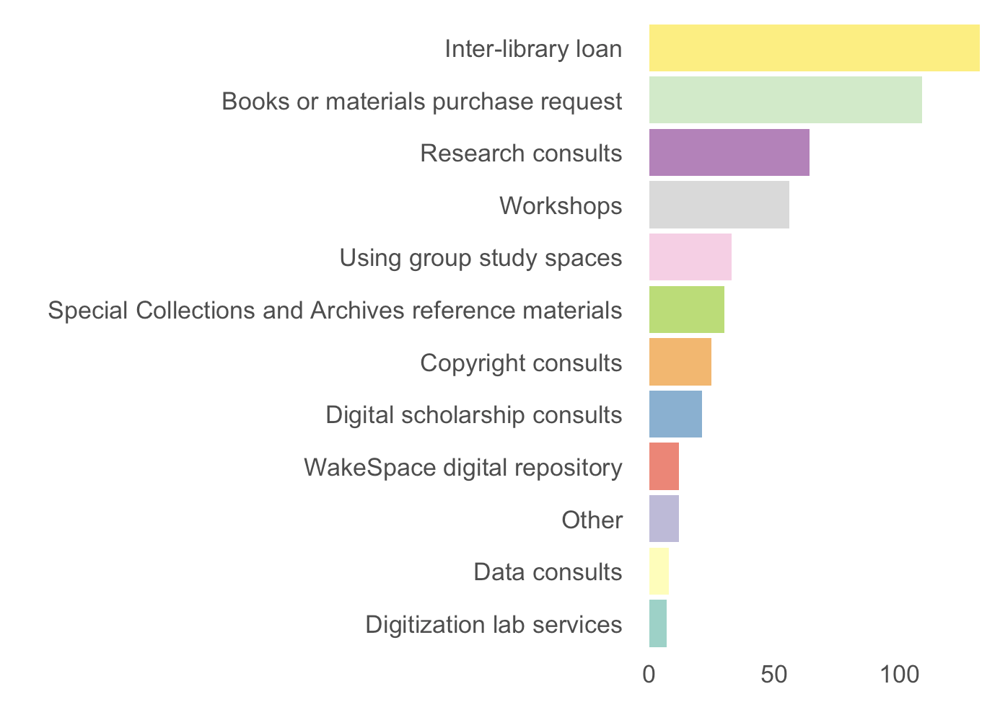 Inter-library loan
Books or materials purchase request
Research consults
Workshops
Using group study spaces
Special Collections and Archives reference materials
Copyright consults
Digital scholarship consults
WakeSpace digital repository
Other
Data consults
Digitization lab services
0 50 100